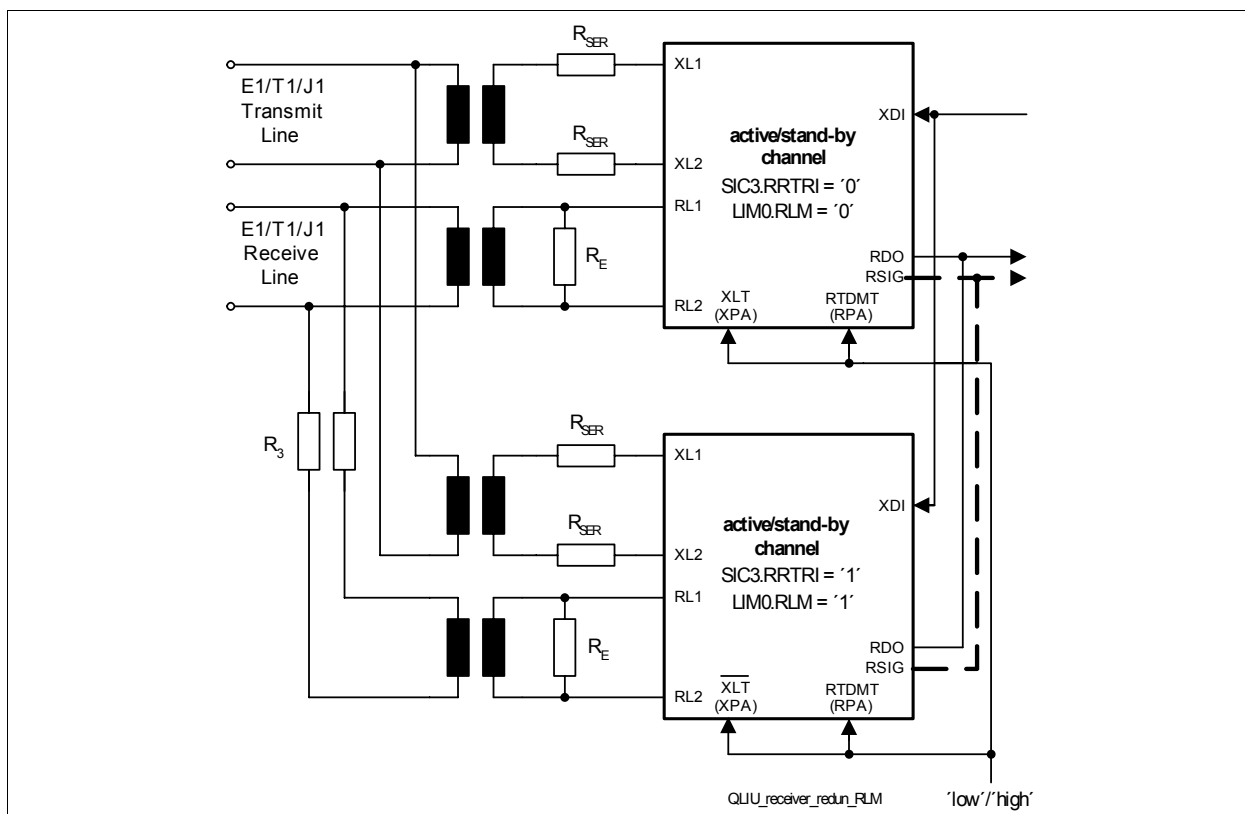 R_SER
E1/T1/J1
Transmit
Line
XL1
R_SER
XL2
active/stand-by
channel
SIC3.RRTRI = ´0´
LIM0.RLM = ´0´
XDI
E1/T1/J1
Receive
Line
RL1
R_E
RL2
XLT
(XPA)
RTDMT
(RPA)
RDO
RSIG
R_3
R_SER
XL1
R_SER
XL2
active/stand-by
channel
SIC3.RRTRI = ´1´
LIM0.RLM = ´1´
XDI
RL1
R_E
RL2
X̅L̅T̅
(XPA)
RTDMT
(RPA)
RDO
RSIG
QLIU_receiver_redun_RLM
´low´/´high´